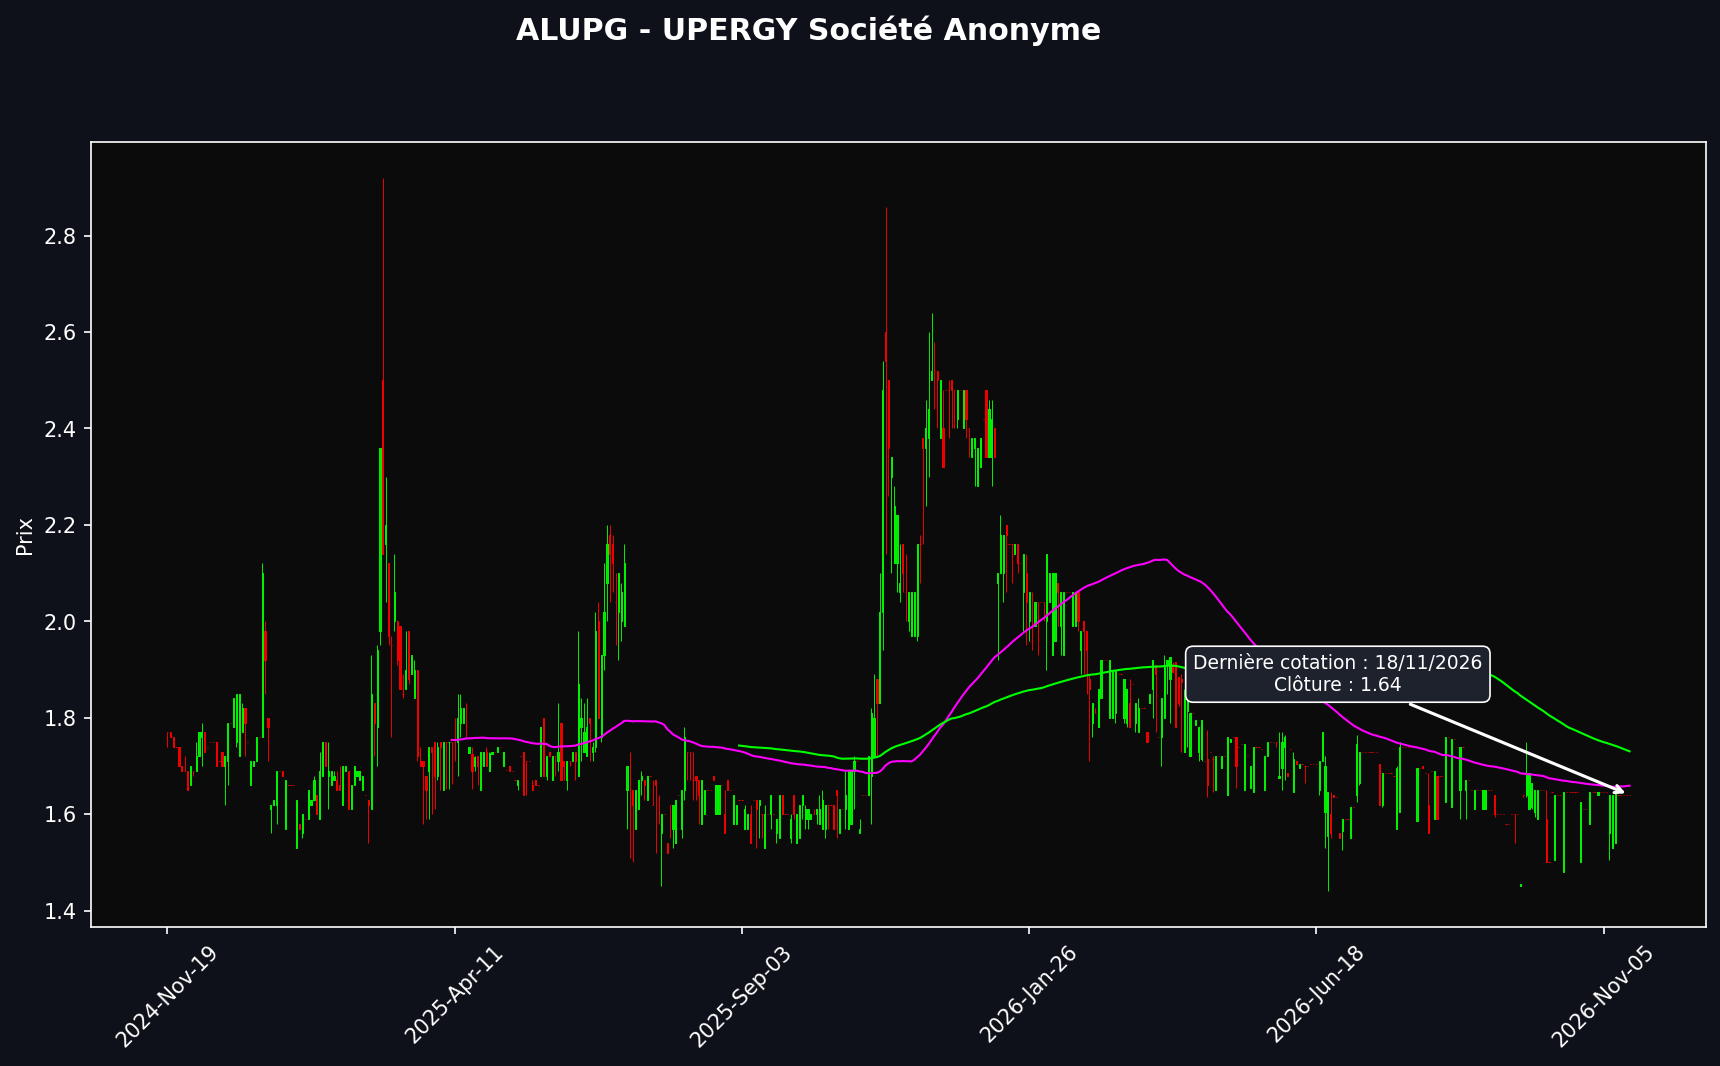 ALUPG - UPERGY Société Anonyme
Prix
2.8
2.6
2.4
2.2
2.0
1.8
1.6
1.4
Dernière cotation : 18/11/2026
Clôture : 1.64
2024-Nov-19
2025-Apr-11
2025-Sep-03
2026-Jan-26
2026-Jun-18
2026-Nov-05